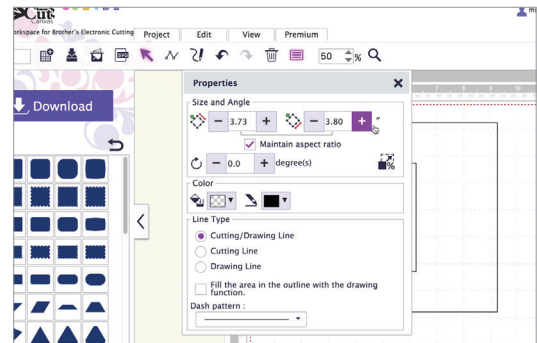 Cut
Canvas
orkspace for Brother's Electronic Cutting
Project Edit View Premium
50 %
Download
Properties
Size and Angle
3.73 3.80 "
Maintain aspect ratio
0.0 degree(s)
%
Color
Line Type
Cutting/Drawing Line
Cutting Line
Drawing Line
Fill the area in the outline with the drawing
function.
Dash pattern :